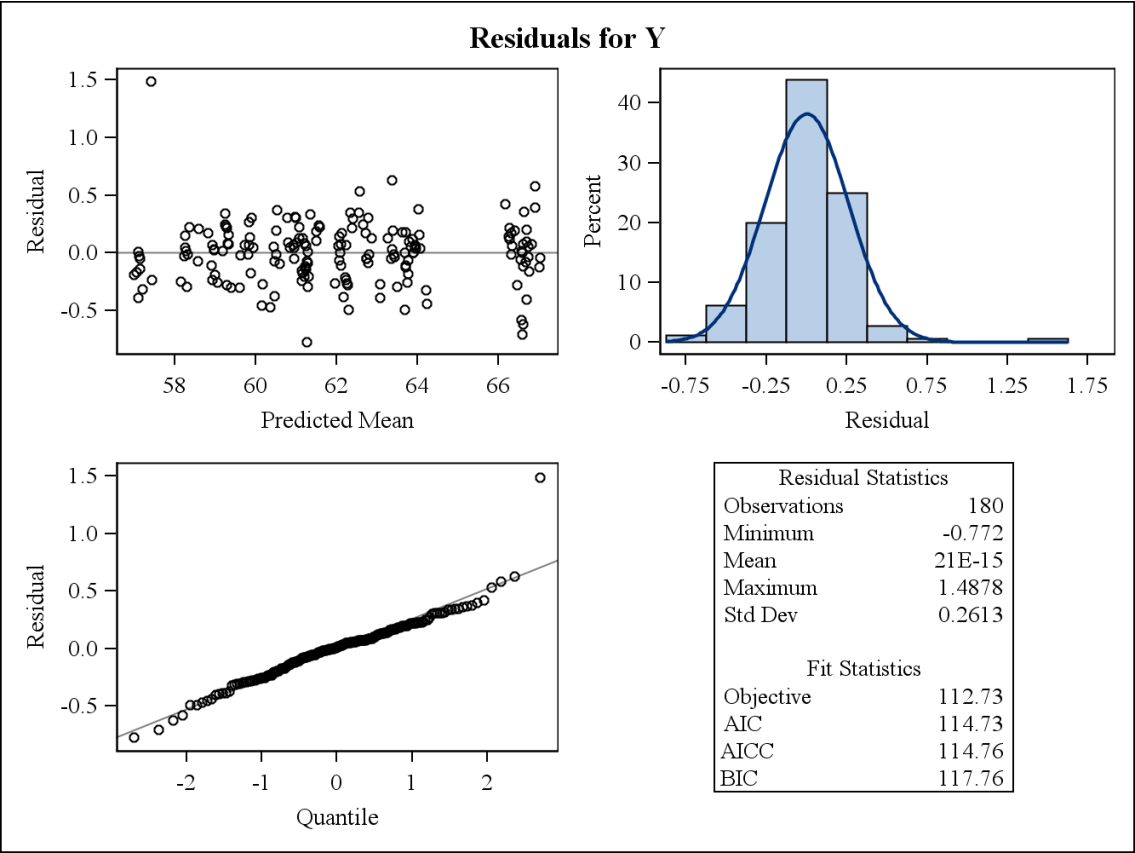 Residuals for Y
1.5
1.0
0.5
0.0
-0.5
Residual
58 60 62 64 66
Predicted Mean
40
30
20
10
0
Percent
-0.75 -0.25 0.25 0.75 1.25 1.75
Residual
1.5
1.0
0.5
0.0
-0.5
Residual
-2 -1 0 1 2
Quantile
Residual Statistics
Observations 180
Minimum -0.772
Mean 21E-15
Maximum 1.4878
Std Dev 0.2613
Fit Statistics
Objective 112.73
AIC 114.73
AICC 114.76
BIC 117.76